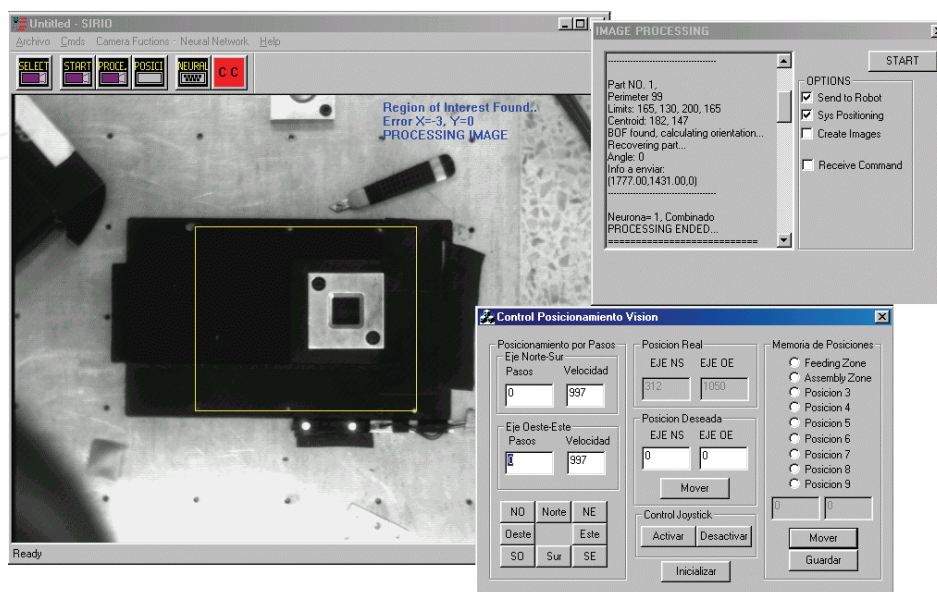 Untitled - SIRIO
Archivo Cmds Camera Fuctions - Neural Network Help
SELECT START PROCE. POSICI NEURAL C C
Region of Interest Found..
Error X=-3, Y=0
PROCESSING IMAGE
Ready
IMAGE PROCESSING
Part NO. 1,
Perimeter 99
Limits: 165, 130, 200, 165
Centroid: 182, 147
BOF found, calculating orientation...
Recovering part...
Angle: 0
Info a enviar:
(1777.00,1431.00,0)
Neurona= 1, Combinado
PROCESSING ENDED...
START
OPTIONS
Send to Robot
Sys Positioning
Create Images
Receive Command
Control Posicionamiento Vision
Posicionamiento por Pasos
Eje Norte-Sur
Pasos Velocidad
0 997
Eje Oeste-Este
Pasos Velocidad
0 997
NO Norte NE
Oeste Este
SO Sur SE
Posicion Real
EJE NS EJE OE
312 1050
Posicion Deseada
EJE NS EJE OE
0 0
Mover
Control Joystick
Activar Desactivar
Inicializar
Memoria de Posiciones
Feeding Zone
Assembly Zone
Posicion 3
Posicion 4
Posicion 5
Posicion 6
Posicion 7
Posicion 8
Posicion 9
0 0
Mover
Guardar